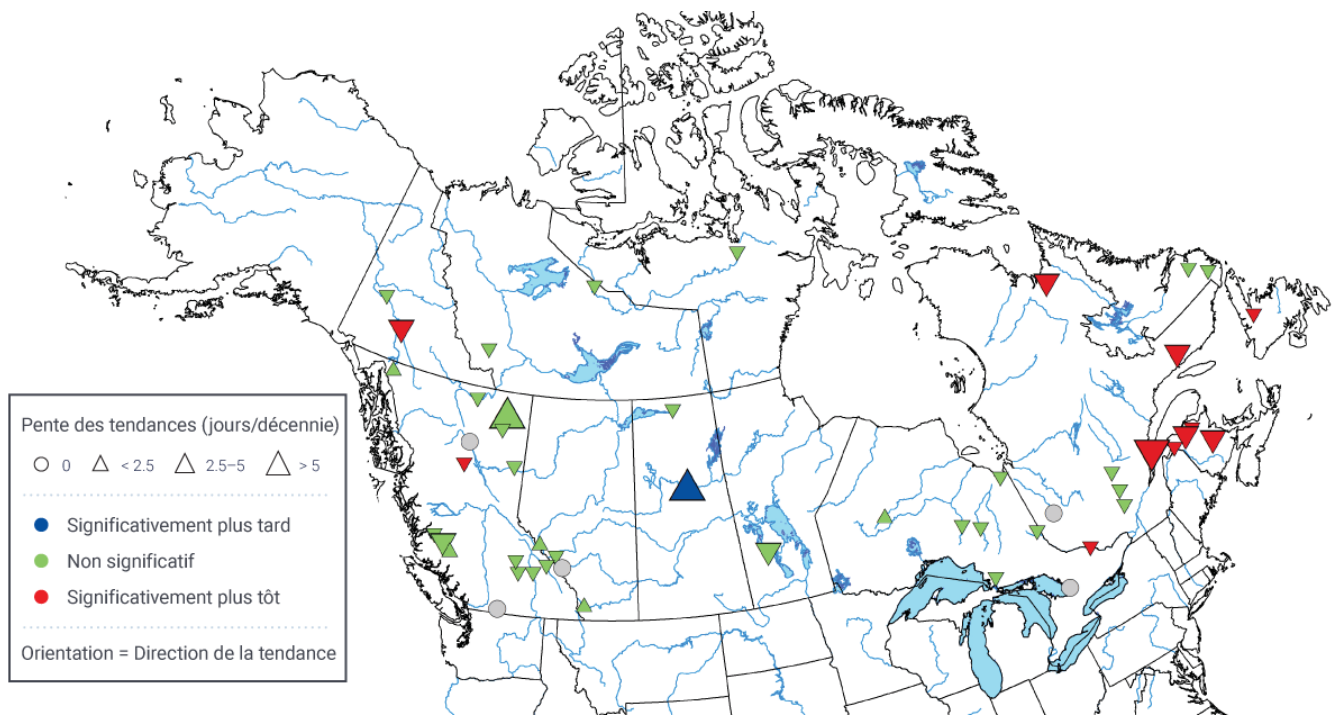 Pente des tendances (jours/décennie)
0 < 2.5 2.5–5 > 5
Significativement plus tard
Non significatif
Significativement plus tôt
Orientation = Direction de la tendance